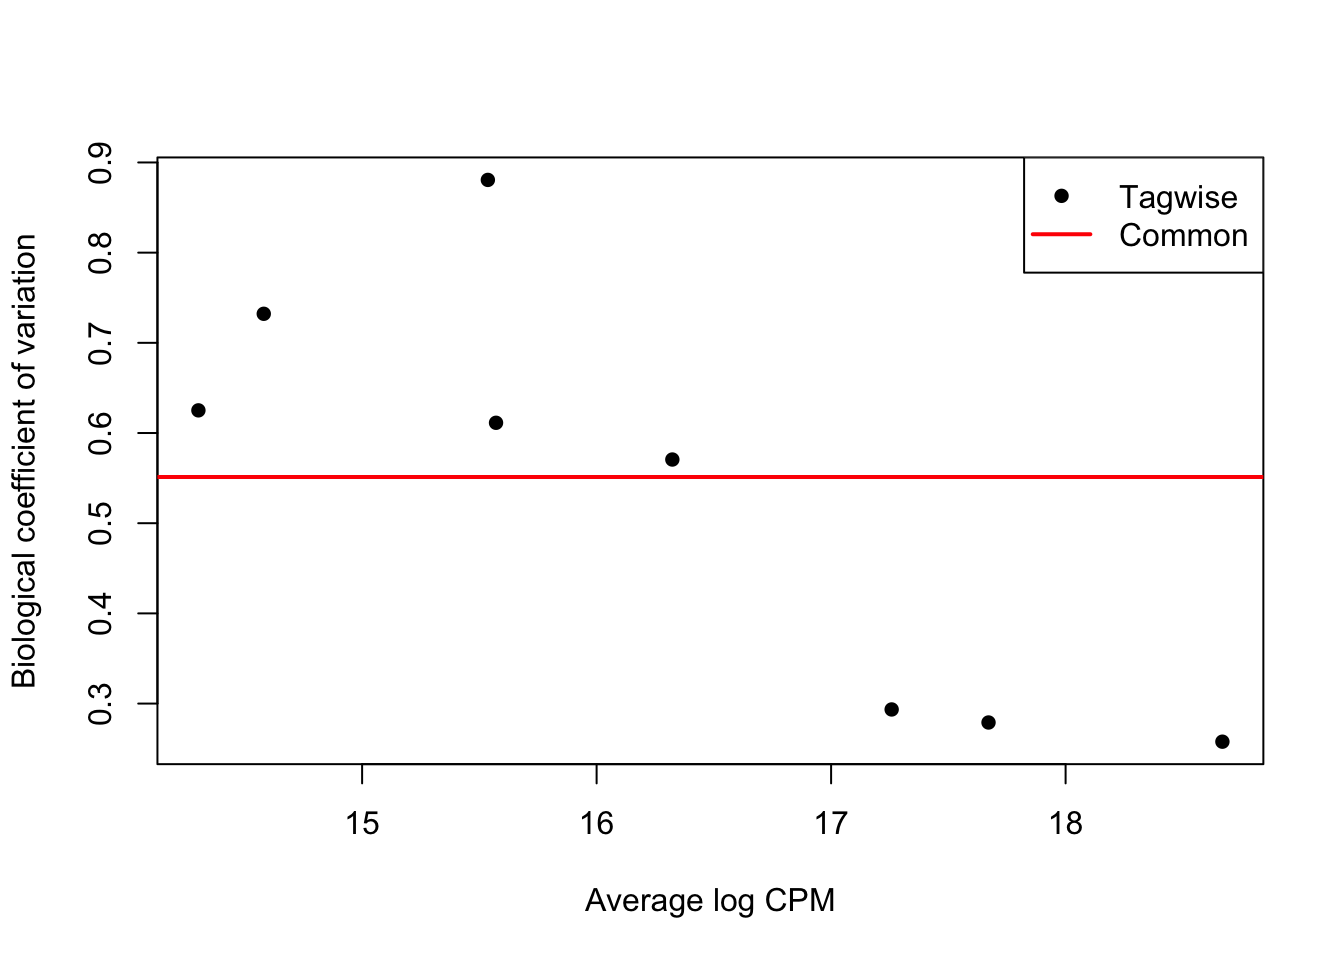 Biological coefficient of variation
0.9
0.8
0.7
0.6
0.5
0.4
0.3
Tagwise
Common
15 16 17 18
Average log CPM